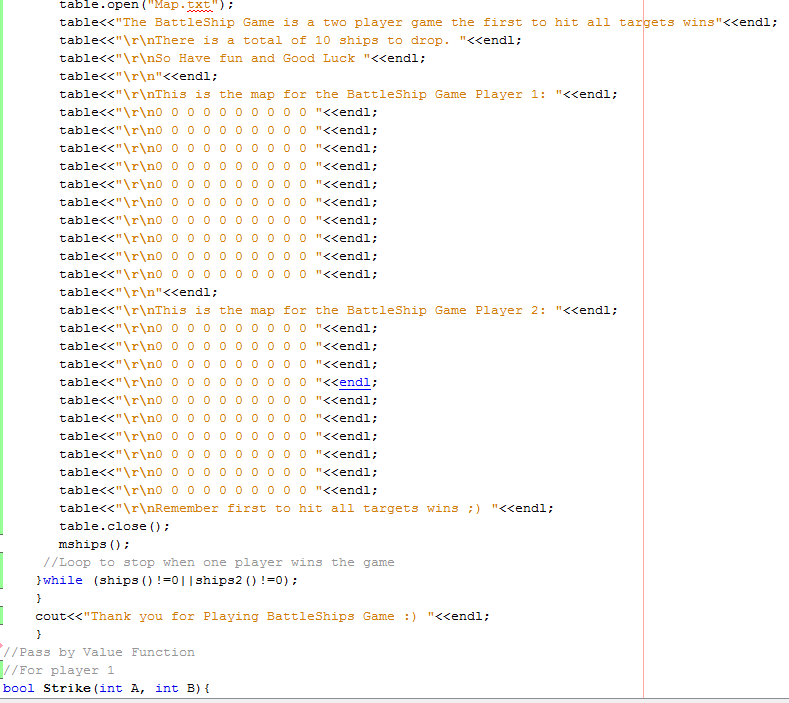 table.open("Map.txt");
table<<"The BattleShip Game is a two player game the first to hit all targets wins"<<endl;
table<<"\r\nThere is a total of 10 ships to drop. "<<endl;
table<<"\r\nSo Have fun and Good Luck "<<endl;
table<<"\r\n"<<endl;
table<<"\r\nThis is the map for the BattleShip Game Player 1: "<<endl;
table<<"\r\n0 0 0 0 0 0 0 0 0 0 "<<endl;
table<<"\r\n0 0 0 0 0 0 0 0 0 0 "<<endl;
table<<"\r\n0 0 0 0 0 0 0 0 0 0 "<<endl;
table<<"\r\n0 0 0 0 0 0 0 0 0 0 "<<endl;
table<<"\r\n0 0 0 0 0 0 0 0 0 0 "<<endl;
table<<"\r\n0 0 0 0 0 0 0 0 0 0 "<<endl;
table<<"\r\n0 0 0 0 0 0 0 0 0 0 "<<endl;
table<<"\r\n0 0 0 0 0 0 0 0 0 0 "<<endl;
table<<"\r\n0 0 0 0 0 0 0 0 0 0 "<<endl;
table<<"\r\n0 0 0 0 0 0 0 0 0 0 "<<endl;
table<<"\r\n"<<endl;
table<<"\r\nThis is the map for the BattleShip Game Player 2: "<<endl;
table<<"\r\n0 0 0 0 0 0 0 0 0 0 "<<endl;
table<<"\r\n0 0 0 0 0 0 0 0 0 0 "<<endl;
table<<"\r\n0 0 0 0 0 0 0 0 0 0 "<<endl;
table<<"\r\n0 0 0 0 0 0 0 0 0 0 "<<endl;
table<<"\r\n0 0 0 0 0 0 0 0 0 0 "<<endl;
table<<"\r\n0 0 0 0 0 0 0 0 0 0 "<<endl;
table<<"\r\n0 0 0 0 0 0 0 0 0 0 "<<endl;
table<<"\r\n0 0 0 0 0 0 0 0 0 0 "<<endl;
table<<"\r\n0 0 0 0 0 0 0 0 0 0 "<<endl;
table<<"\r\n0 0 0 0 0 0 0 0 0 0 "<<endl;
table<<"\r\nRemember first to hit all targets wins ;) "<<endl;
table.close();
mships();
//Loop to stop when one player wins the game
}while (ships()!=0||ships2()!=0);
}
cout<<"Thank you for Playing BattleShips Game :) "<<endl;
}
//Pass by Value Function
//For player 1
bool Strike(int A, int B){